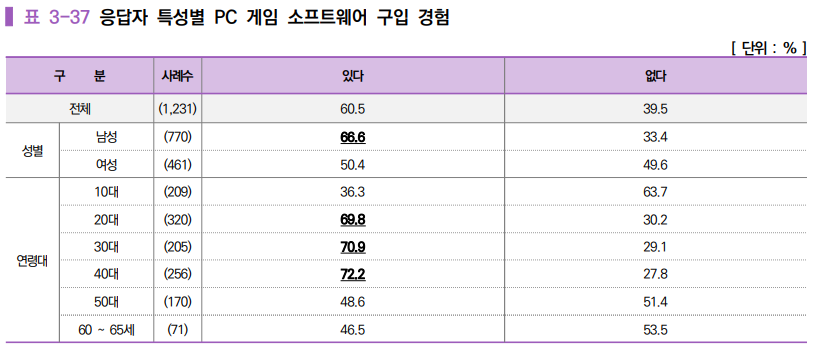 표 3-37 응답자 특성별 PC 게임 소프트웨어 구입 경험
[ 단위 : % ]
구 분 사례수 있다 없다
전체 (1,231) 60.5 39.5
성별
남성 (770) 66.6 33.4
여성 (461) 50.4 49.6
연령대
10대 (209) 36.3 63.7
20대 (320) 69.8 30.2
30대 (205) 70.9 29.1
40대 (256) 72.2 27.8
50대 (170) 48.6 51.4
60 ~ 65세 (71) 46.5 53.5